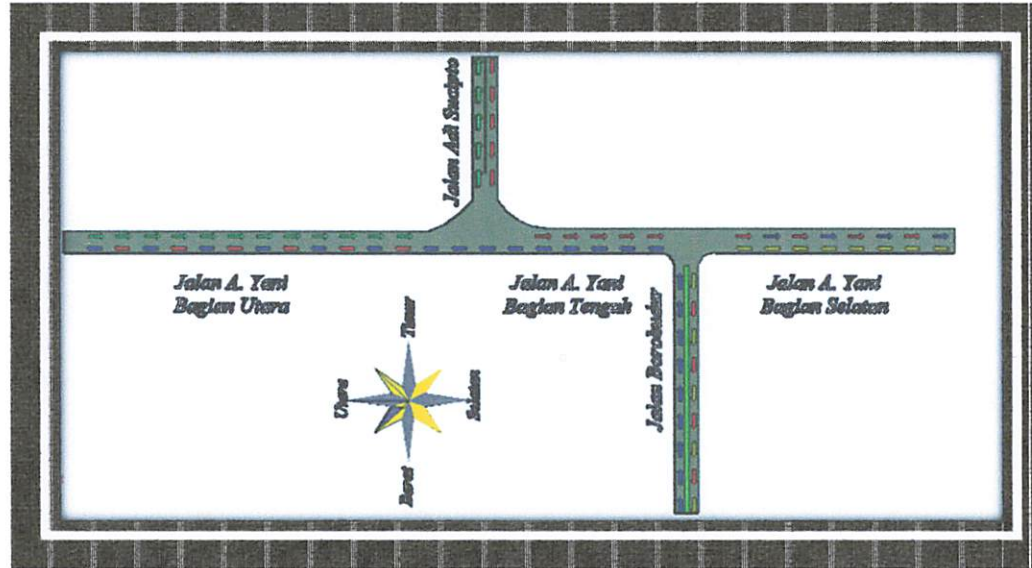 Jalan Adi Sucipto
Jalan A. Yani
Bagian Utara
Jalan A. Yani
Bagian Tengah
Jalan A. Yani
Bagian Selatan
Jalan Borobudur
Timur
Utara
Selatan
Barat